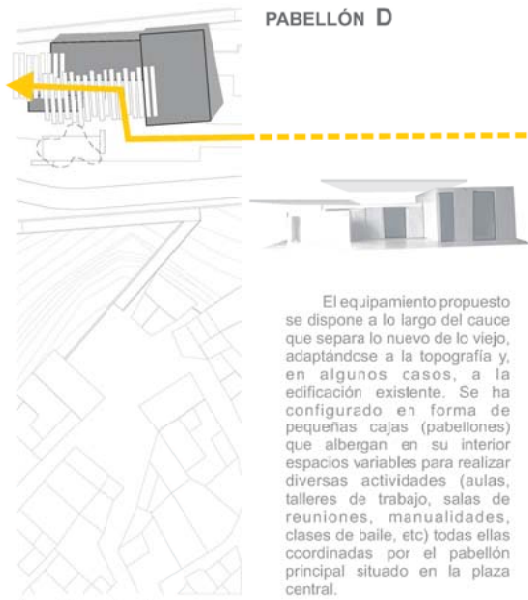 PABELLÓN D
El equipamiento propuesto
se dispone a lo largo del cauce
que separa lo nuevo de lo viejo,
adaptándose a la topografía y,
en algunos casos, a la
edificación existente. Se ha
configurado en forma de
pequeñas cajas (pabellones)
que albergan en su interior
espacios variables para realizar
diversas actividades (aulas,
talleres de trabajo, salas de
reuniones, manualidades,
clases de baile, etc) todas ellas
coordinadas por el pabellón
principal situado en la plaza
central.